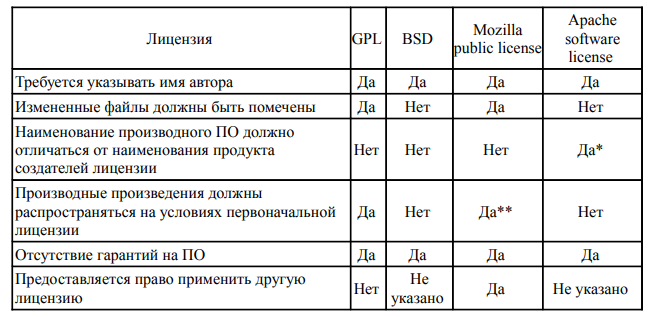 Лицензия GPL BSD Mozilla public license Apache software license
Требуется указывать имя автора Да Да Да Да
Измененные файлы должны быть помечены Да Нет Да Нет
Наименование производного ПО должно
отличаться от наименования продукта
создателей лицензии Нет Нет Нет Да*
Производные произведения должны
распространяться на условиях первоначальной
лицензии Да Нет Да** Нет
Отсутствие гарантий на ПО Да Да Да Да
Предоставляется право применить другую
лицензию Нет Не указано Да Не указано